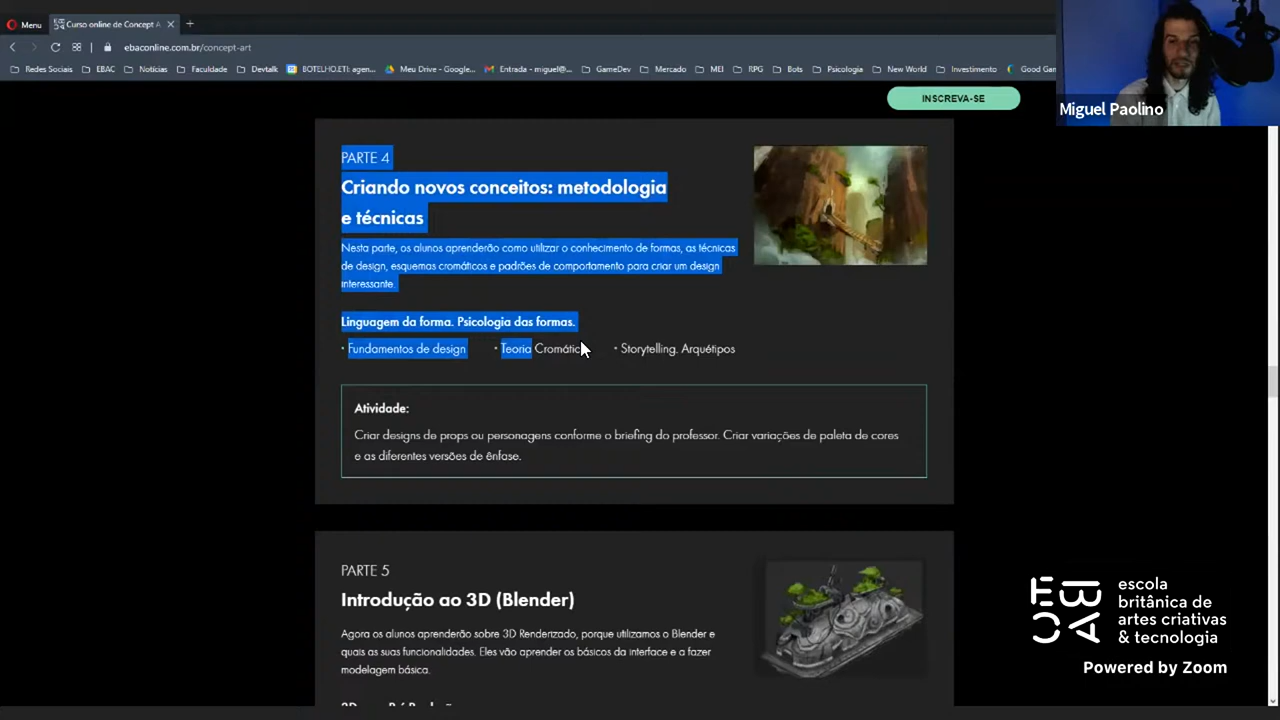 Menu
Curso online de Concept A
ebaconline.com.br/concept-art
Redes Sociais
EBAC
Notícias
Faculdade
Devtalk
BOTELHO.ETI: agen...
Meu Drive – Google...
Entrada – miguel@...
GameDev
Mercado
MEI
RPG
Bots
Psicologia
New World
Investimento
Good Gam
INSCREVA-SE
Miguel Paolino
PARTE 4
Criando novos conceitos: metodologia
e técnicas
Nesta parte, os alunos aprenderão como utilizar o conhecimento de formas, as técnicas
de design, esquemas cromáticos e padrões de comportamento para criar um design
interessante.
Linguagem da forma. Psicologia das formas.
• Fundamentos de design
• Teoria Cromátic
• Storytelling. Arquétipos
Atividade:
Criar designs de props ou personagens conforme o briefing do professor. Criar variações de paleta de cores
e as diferentes versões de ênfase.
PARTE 5
Introdução ao 3D (Blender)
Agora os alunos aprenderão sobre 3D Renderizado, porque utilizamos o Blender e
quais as suas funcionalidades. Eles vão aprender os básicos da interface e a fazer
modelagem básica.
EBAC
escola
britânica de
artes criativas
& tecnologia
Powered by Zoom